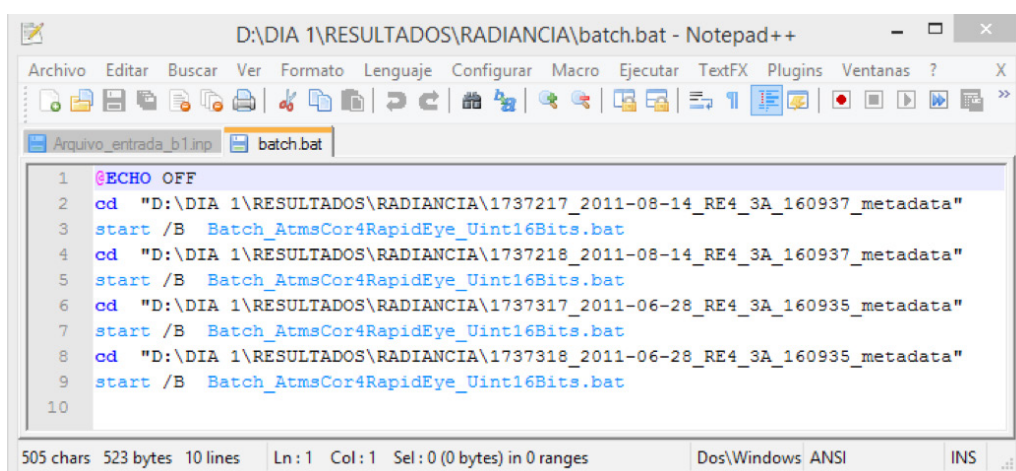 D:\DIA 1\RESULTADOS\RADIANCIA\batch.bat - Notepad++
Archivo Editar Buscar Ver Formato Lenguaje Configurar Macro Ejecutar TextFX Plugins Ventanas ? X
Arquivo_entrada_b1.inp batch.bat
1 @ECHO OFF
2 cd "D:\DIA 1\RESULTADOS\RADIANCIA\1737217_2011-08-14_RE4_3A_160937_metadata"
3 start /B Batch_AtmsCor4RapidEye_Uint16Bits.bat
4 cd "D:\DIA 1\RESULTADOS\RADIANCIA\1737218_2011-08-14_RE4_3A_160937_metadata"
5 start /B Batch_AtmsCor4RapidEye_Uint16Bits.bat
6 cd "D:\DIA 1\RESULTADOS\RADIANCIA\1737317_2011-06-28_RE4_3A_160935_metadata"
7 start /B Batch_AtmsCor4RapidEye_Uint16Bits.bat
8 cd "D:\DIA 1\RESULTADOS\RADIANCIA\1737318_2011-06-28_RE4_3A_160935_metadata"
9 start /B Batch_AtmsCor4RapidEye_Uint16Bits.bat
10
505 chars 523 bytes 10 lines Ln : 1 Col : 1 Sel : 0 (0 bytes) in 0 ranges Dos\Windows ANSI INS